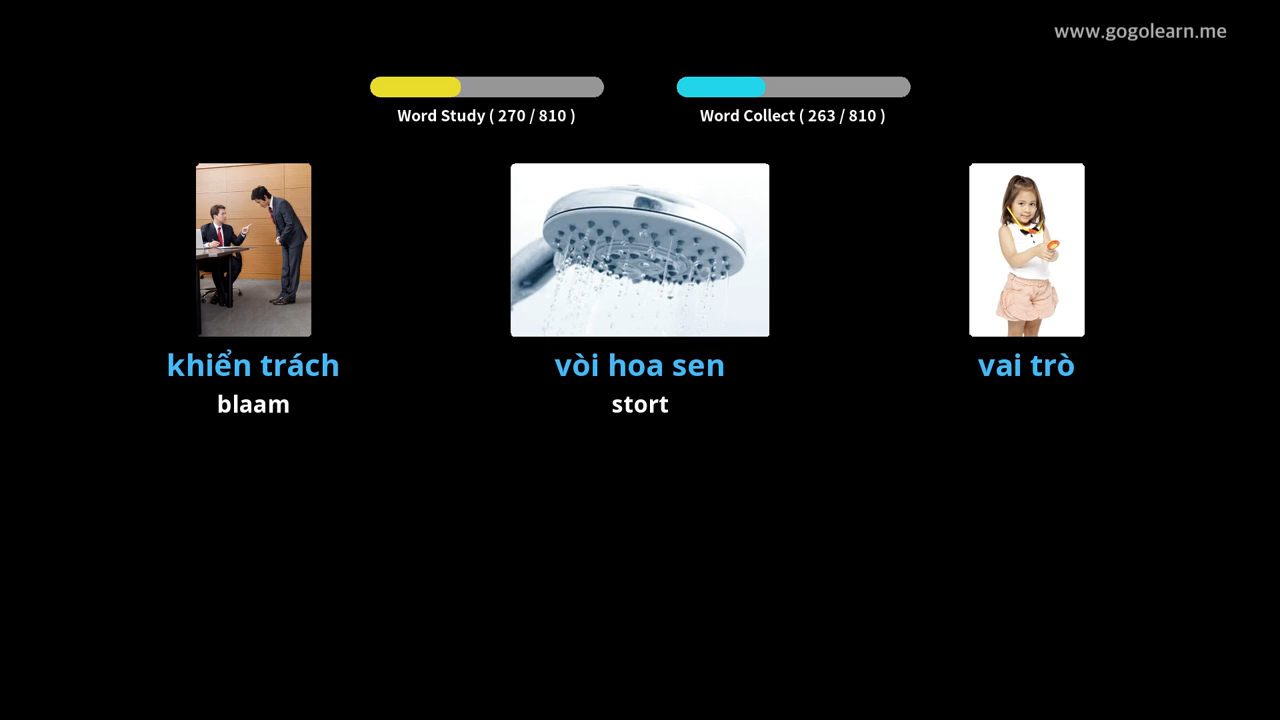 www.gogolearn.me
Word Study ( 270 / 810 )
Word Collect ( 263 / 810 )
khiển trách
vòi hoa sen
vai trò
blaam
stort